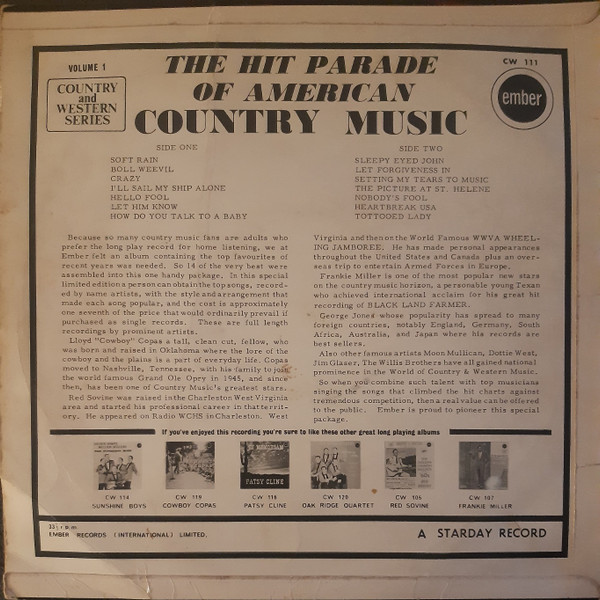 VOLUME 1
COUNTRY
and
WESTERN
SERIES
THE HIT PARADE
OF AMERICAN
COUNTRY MUSIC
CW 111
ember
SIDE ONE
SOFT RAIN
BOLL WEEVIL
CRAZY
I'LL SAIL MY SHIP ALONE
HELLO FOOL
LET HIM KNOW
HOW DO YOU TALK TO A BABY
SIDE TWO
SLEEPY EYED JOHN
LET FORGIVENESS IN
SETTING MY TEARS TO MUSIC
THE PICTURE AT ST. HELENE
NOBODY'S FOOL
HEARTBREAK USA
TOTTOOED LADY
Because so many country music fans are adults who
prefer the long play record for home listening, we at
Ember felt an album containing the top favourites of
recent years was needed. So 14 of the very best were
assembled into this one handy package. In this special
limited edition a person can obtain the top songs, record-
ed by name artists, with the style and arrangement that
made each song popular, and the cost is approximately
one seventh of the price that would ordinarily prevail if
purchased as single records. These are full length
recordings by prominent artists.
Lloyd "Cowboy" Copas a tall, clean cut, fellow, who
was born and raised in Oklahoma where the lore of the
cowboy and the plains is a part of everyday life. Copas
moved to Nashville, Tennessee, with his family to join
the world famous Grand Ole Opry in 1945, and since
then, has been one of Country Music's greatest stars.
Red Sovine was raised in the Charleston West Virginia
area and started his professional career in that territ-
ory. He appeared on Radio WCHS in Charleston. West
Virginia and then on the World Famous WWVA WHEEL-
ING JAMBOREE. He has made personal appearances
throughout the United States and Canada plus an over-
seas trip to entertain Armed Forces in Europe.
Frankie Miller is one of the most popular new stars
on the country music horizon, a personable young Texan
who achieved international acclaim for his great hit
recording of BLACK LAND FARMER.
George Jones whose popularity has spread to many
foreign countries, notably England, Germany, South
Africa, Australia, and Japan where his records are
best sellers.
Also other famous artists Moon Mullican, Dottie West,
Jim Glaser, The Willis Brothers have all gained national
prominence in the World of Country & Western Music.
So when you combine such talent with top musicians
singing the songs that climbed the hit charts against
tremendous competition, then a real value can be offered
to the public. Ember is proud to pioneer this special
package.
If you've enjoyed this recording you're sure to like these other great long playing albums
PATSY CLINE
CW 114
SUNSHINE BOYS
CW 119
COWBOY COPAS
CW 118
PATSY CLINE
CW 120
OAK RIDGE QUARTET
CW 106
RED SOVINE
CW 107
FRANKIE MILLER
33⅓ r.p.m
EMBER RECORDS (INTERNATIONAL) LIMITED.
A STARDAY RECORD